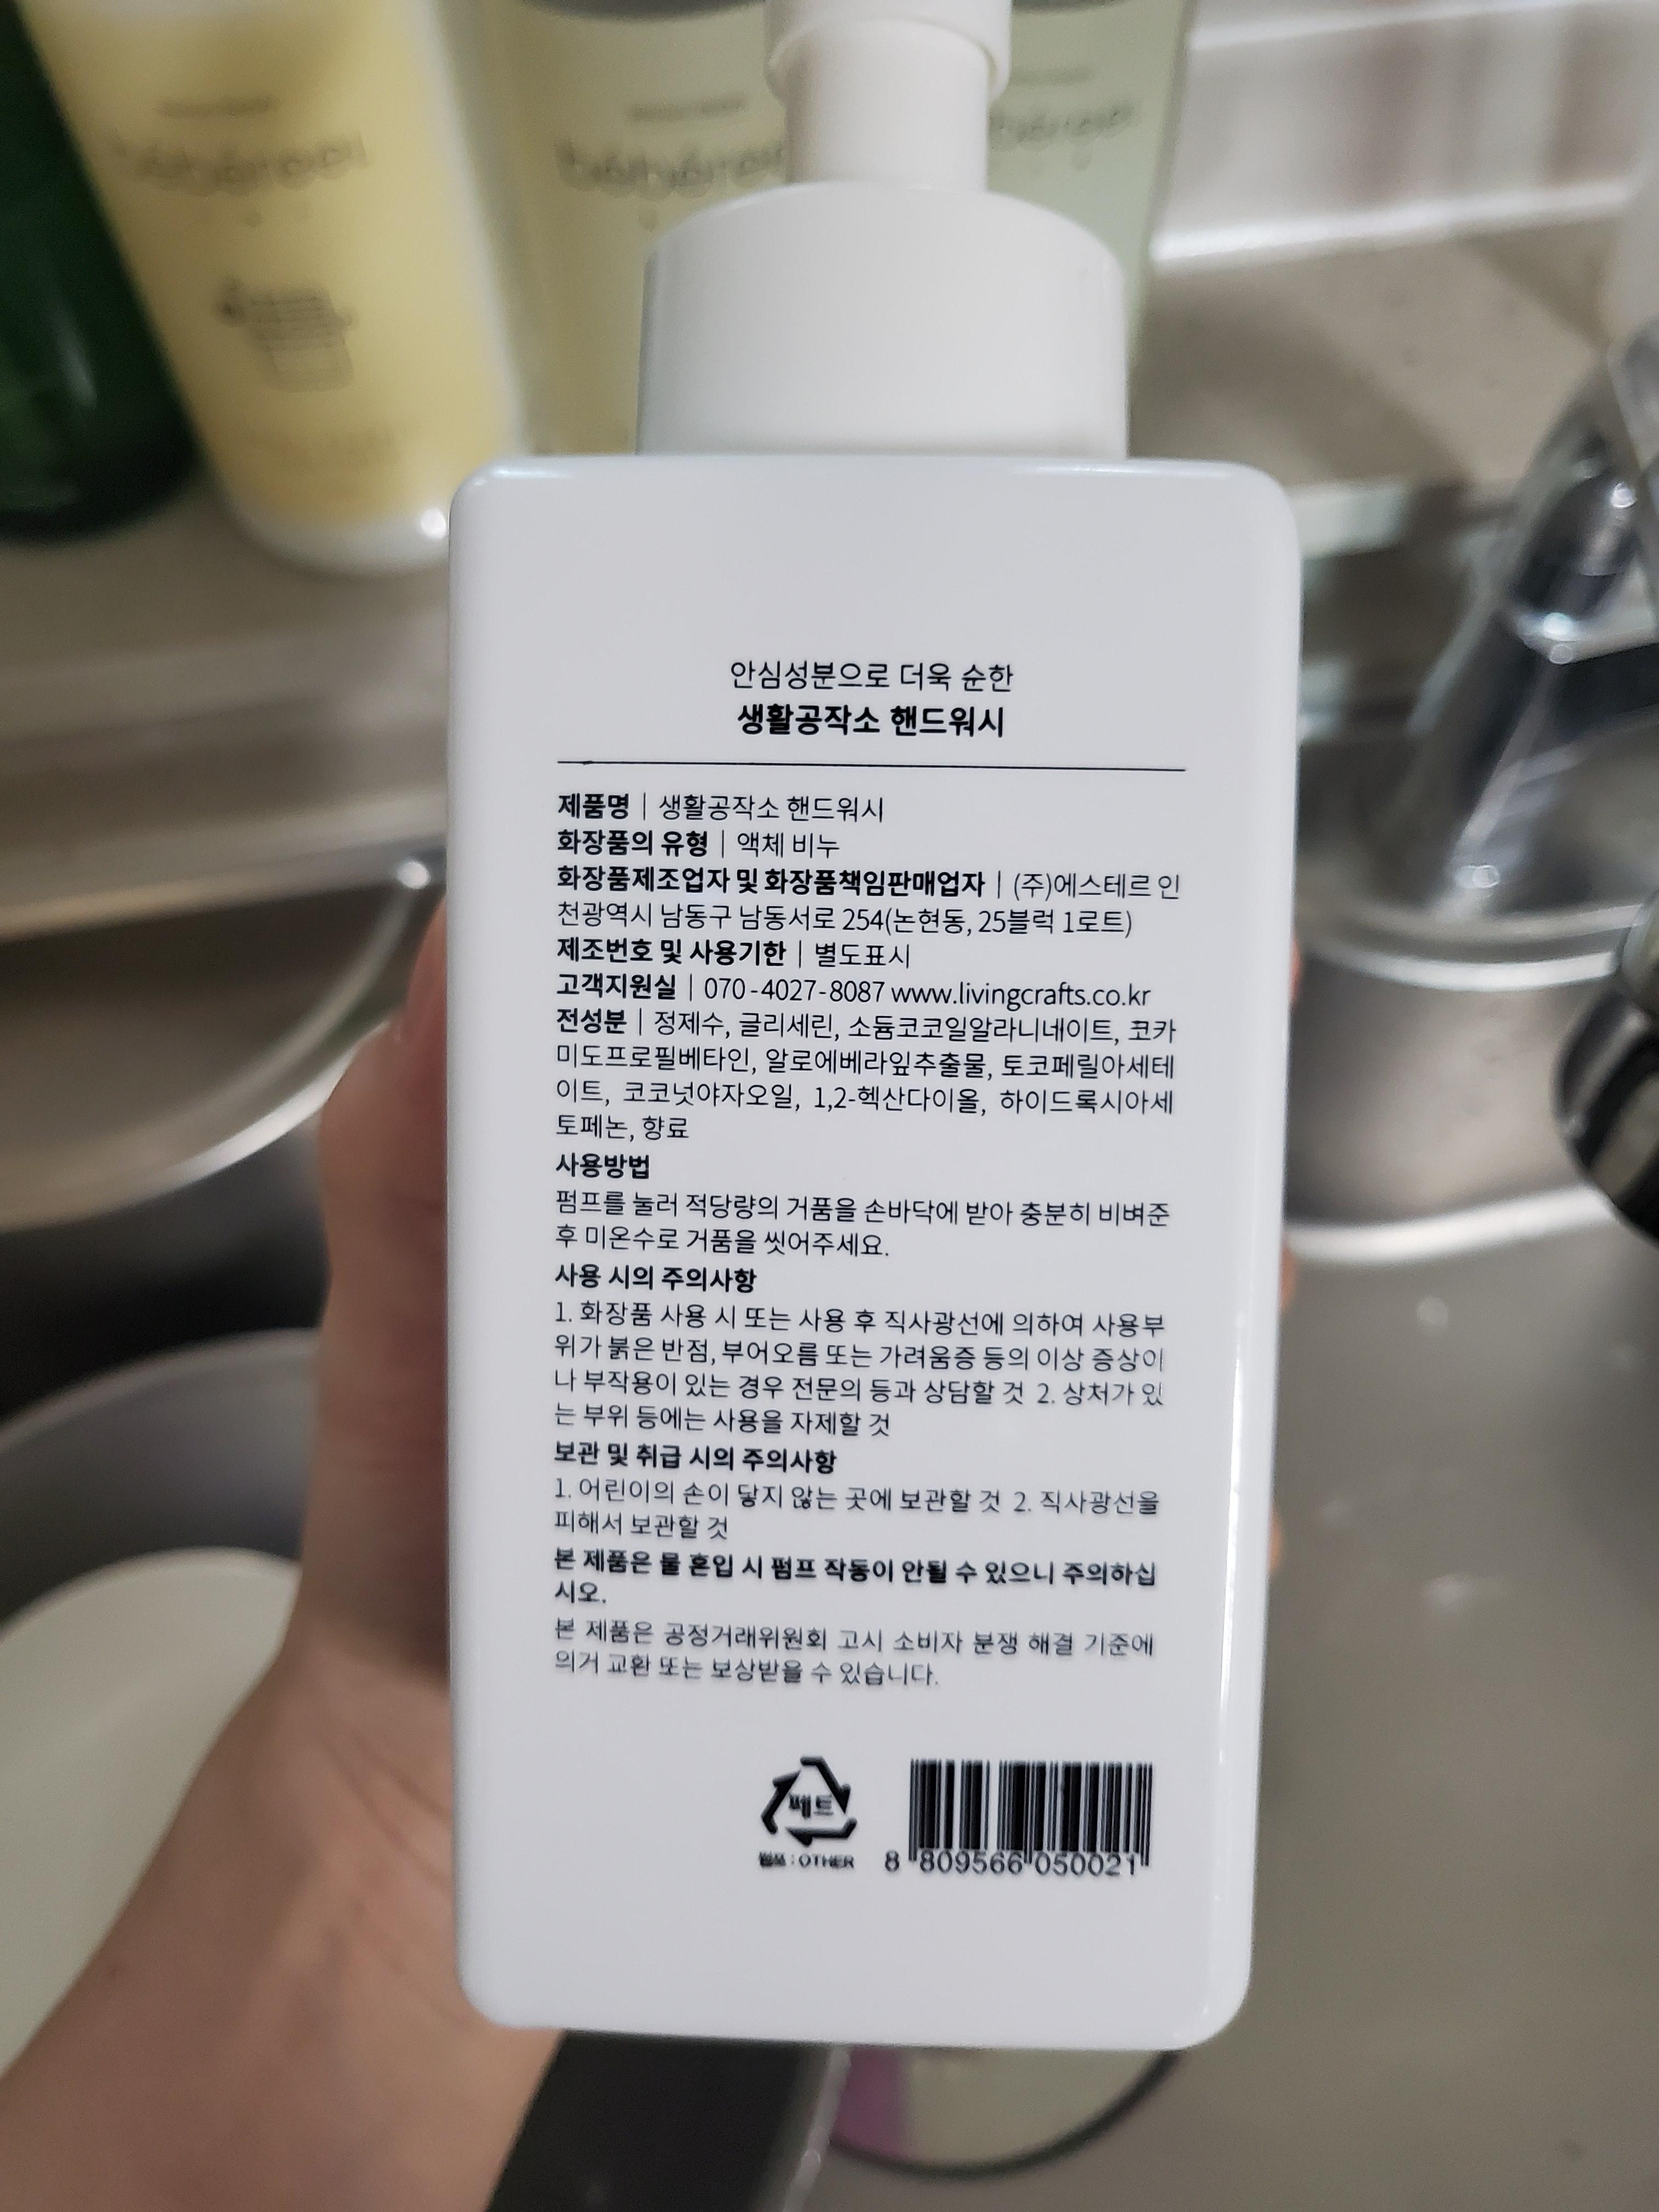 bébéreel
bébéreel
bébéreel
안심성분으로 더욱 순한
생활공작소 핸드워시
제품명 | 생활공작소 핸드워시
화장품의 유형 | 액체 비누
화장품제조업자 및 화장품책임판매업자 | (주)에스테르 인
천광역시 남동구 남동서로 254(논현동, 25블럭 1로트)
제조번호 및 사용기한 | 별도표시
고객지원실 | 070-4027-8087 www.livingcrafts.co.kr
전성분 | 정제수, 글리세린, 소듐코코일알라니네이트, 코카
미도프로필베타인, 알로에베라잎추출물, 토코페릴아세테
이트, 코코넛야자오일, 1,2-헥산다이올, 하이드록시아세
토페논, 향료
사용방법
펌프를 눌러 적당량의 거품을 손바닥에 받아 충분히 비벼준
후 미온수로 거품을 씻어주세요.
사용 시의 주의사항
1. 화장품 사용 시 또는 사용 후 직사광선에 의하여 사용부
위가 붉은 반점, 부어오름 또는 가려움증 등의 이상 증상이
나 부작용이 있는 경우 전문의 등과 상담할 것 2. 상처가 있
는 부위 등에는 사용을 자제할 것
보관 및 취급 시의 주의사항
1. 어린이의 손이 닿지 않는 곳에 보관할 것 2. 직사광선을
피해서 보관할 것
본 제품은 물 혼입 시 펌프 작동이 안될 수 있으니 주의하십
시오.
본 제품은 공정거래위원회 고시 소비자 분쟁 해결 기준에
의거 교환 또는 보상받을 수 있습니다.
페트
펌프 : OTHER
8 809566 050021